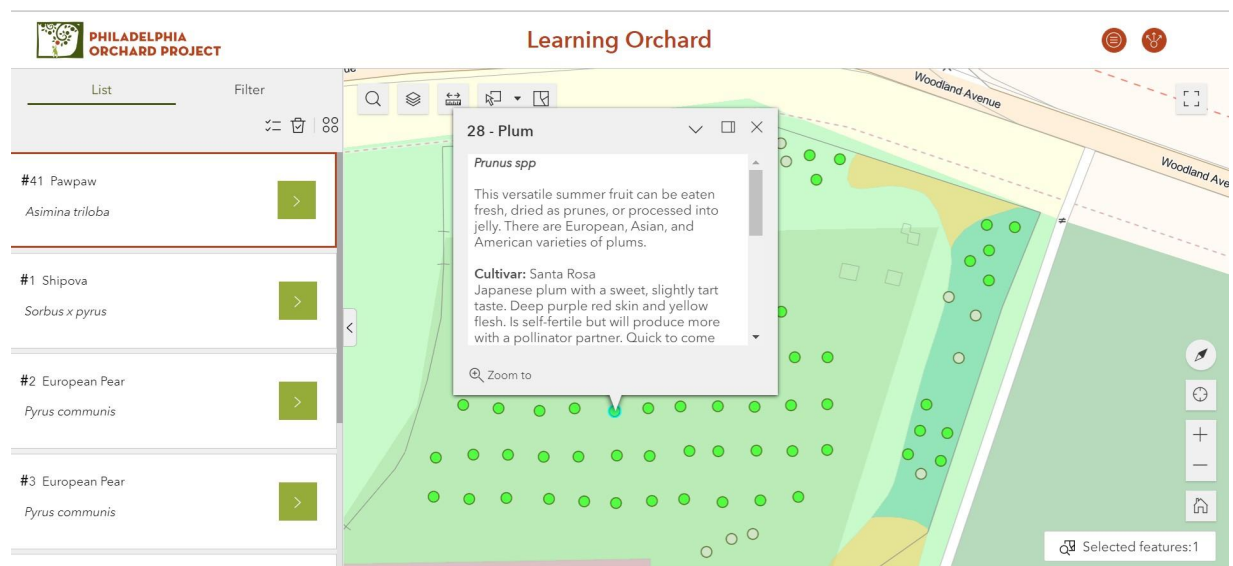 PHILADELPHIA
ORCHARD PROJECT
Learning Orchard
List
Filter
#41 Pawpaw
Asimina triloba
#1 Shipova
Sorbus x pyrus
#2 European Pear
Pyrus communis
#3 European Pear
Pyrus communis
28 - Plum
Prunus spp
This versatile summer fruit can be eaten
fresh, dried as prunes, or processed into
jelly. There are European, Asian, and
American varieties of plums.
Cultivar: Santa Rosa
Japanese plum with a sweet, slightly tart
taste. Deep purple red skin and yellow
flesh. Is self-fertile but will produce more
with a pollinator partner. Quick to come
Zoom to
Woodland Avenue
Woodland Ave
Selected features:1